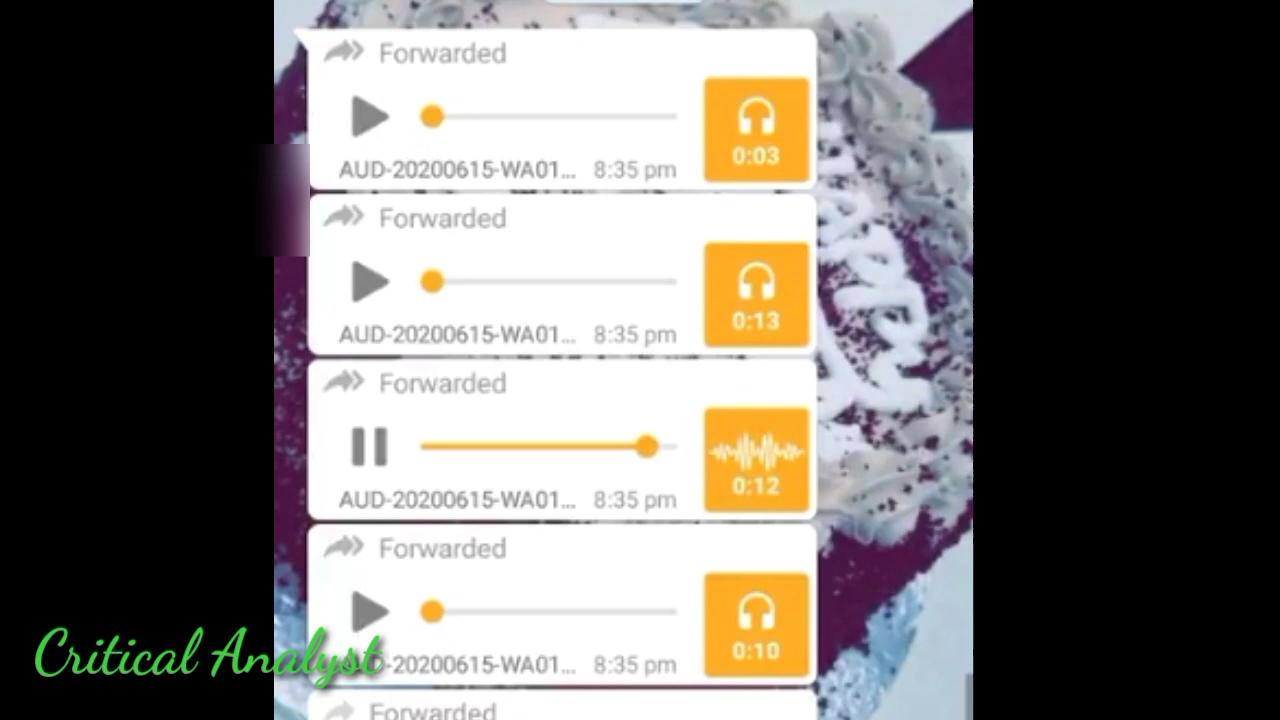 Forwarded
0:03
AUD-20200615-WA01... 8:35 pm
Forwarded
0:13
AUD-20200615-WA01... 8:35 pm
Forwarded
0:12
AUD-20200615-WA01... 8:35 pm
Forwarded
0:10
AUD-20200615-WA01... 8:35 pm
Critical Analyst
Forwarded